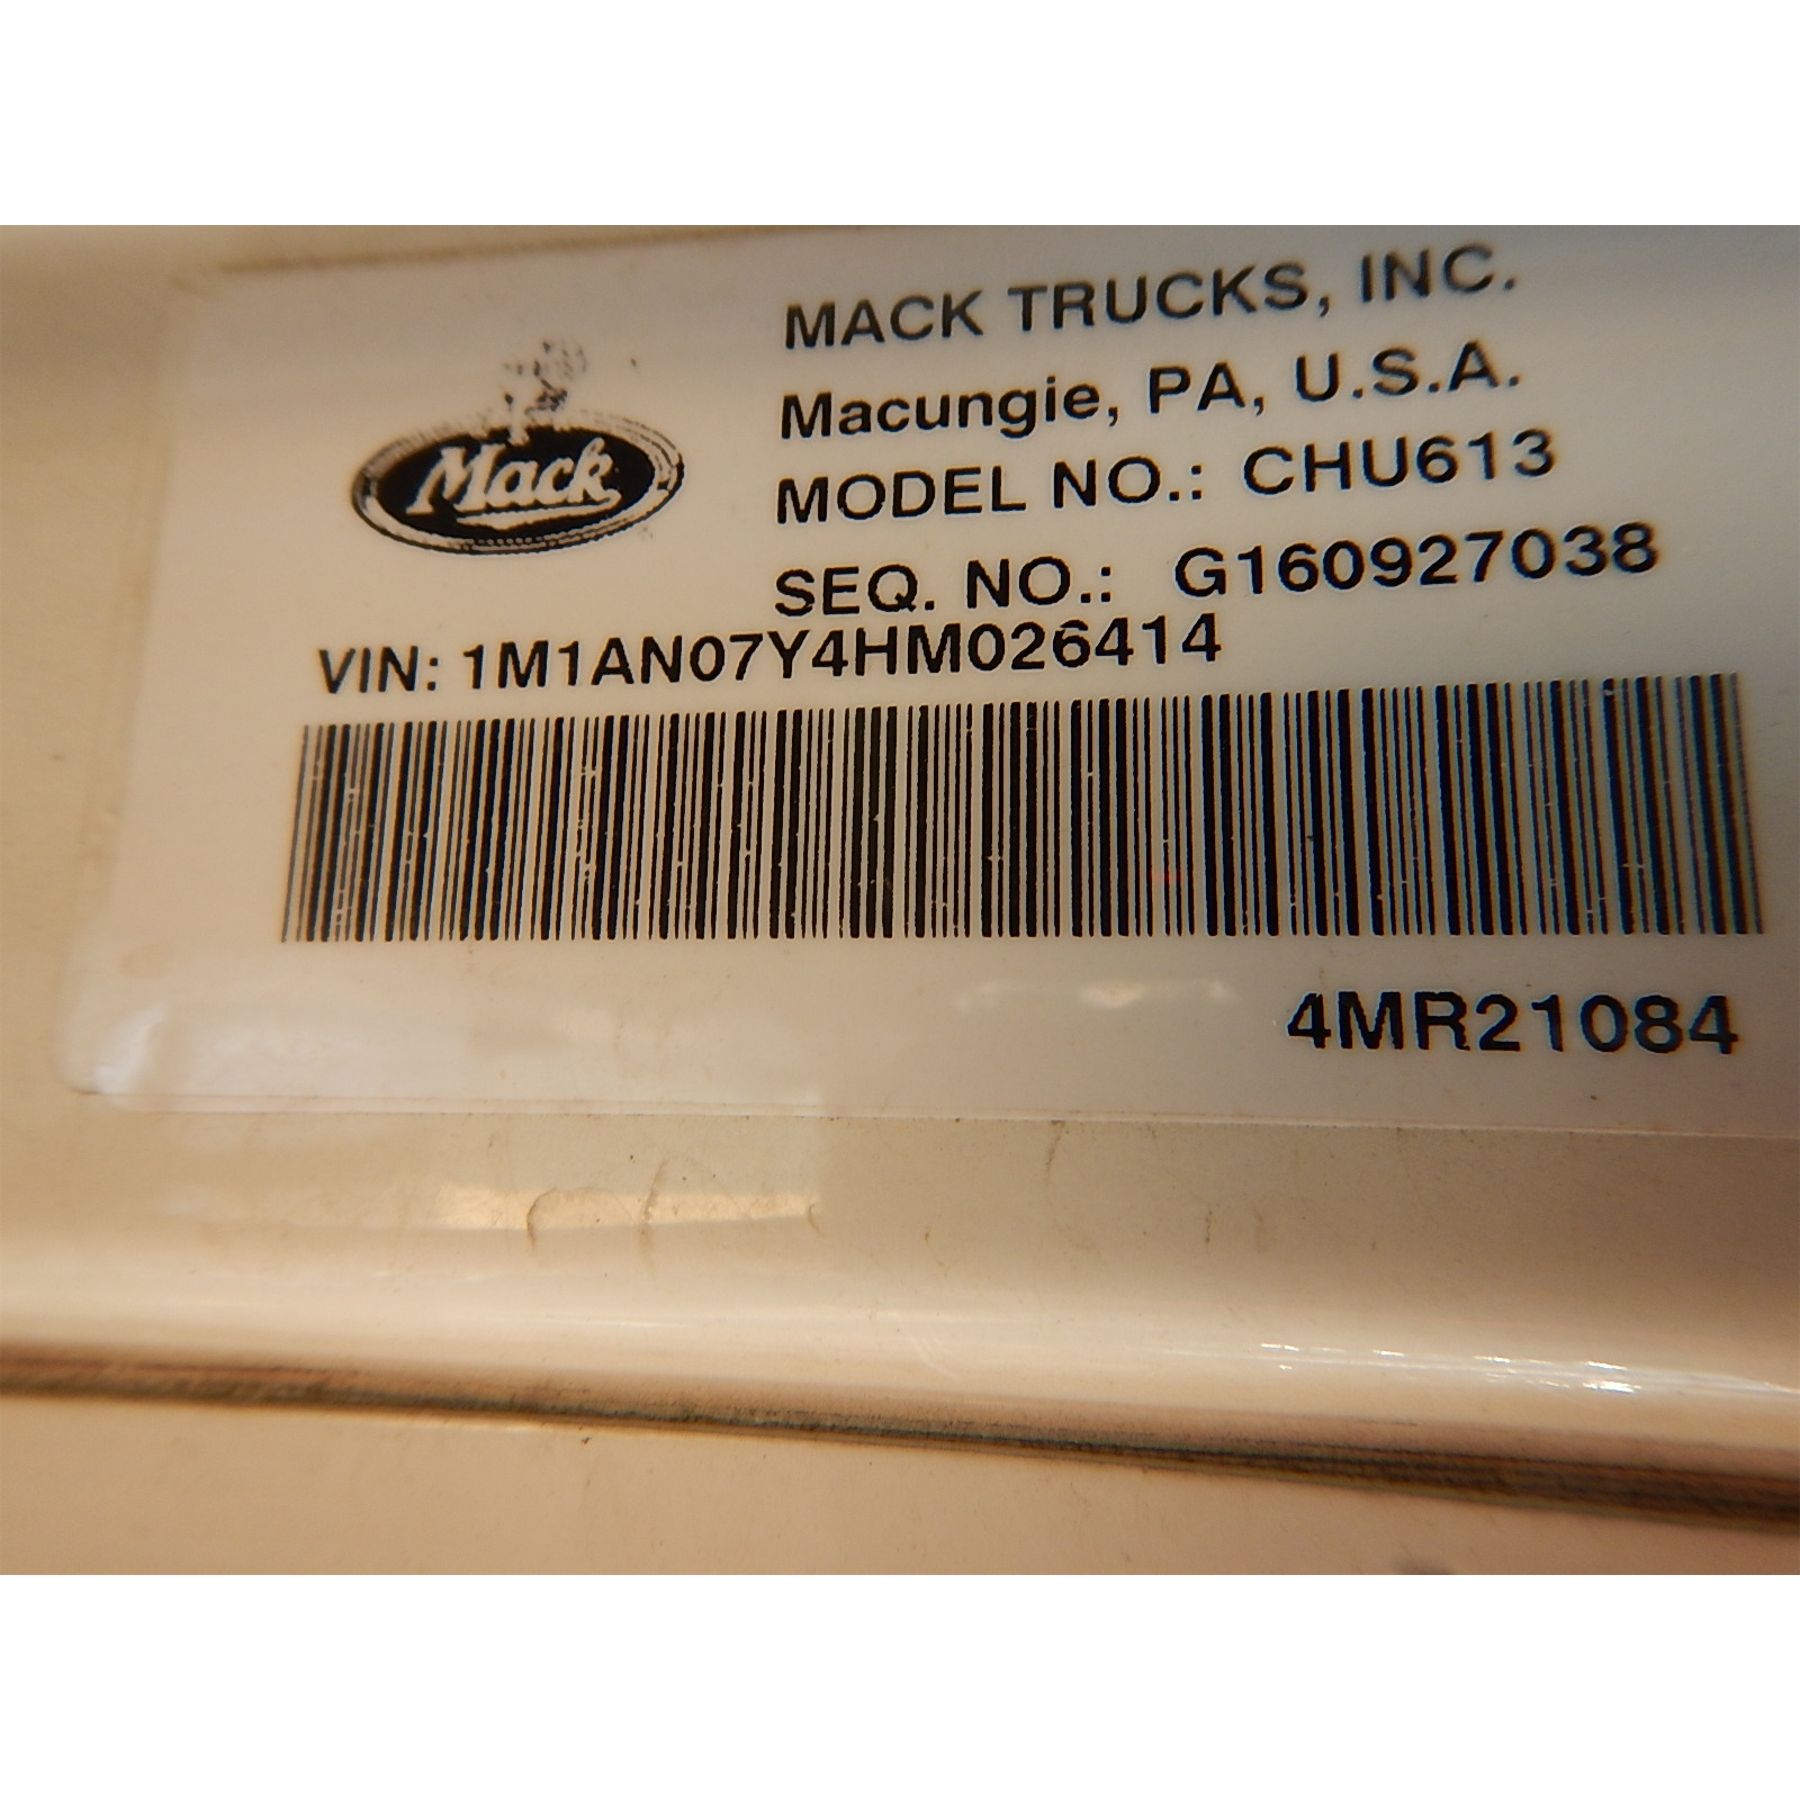 MACK TRUCKS, INC.
Macungie, PA, U.S.A.
Mack
MODEL NO.: CHU613
SEQ. NO.: G160927038
VIN: 1M1AN07Y4HM026414
4MR21084